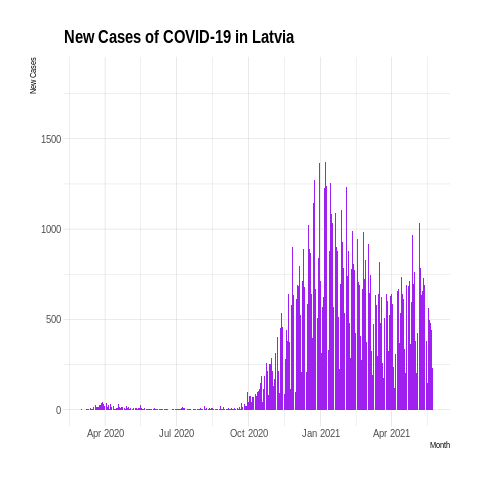 New Cases of COVID-19 in Latvia
New Cases
1500
1000
500
0
Apr 2020 Jul 2020 Oct 2020 Jan 2021 Apr 2021
Month